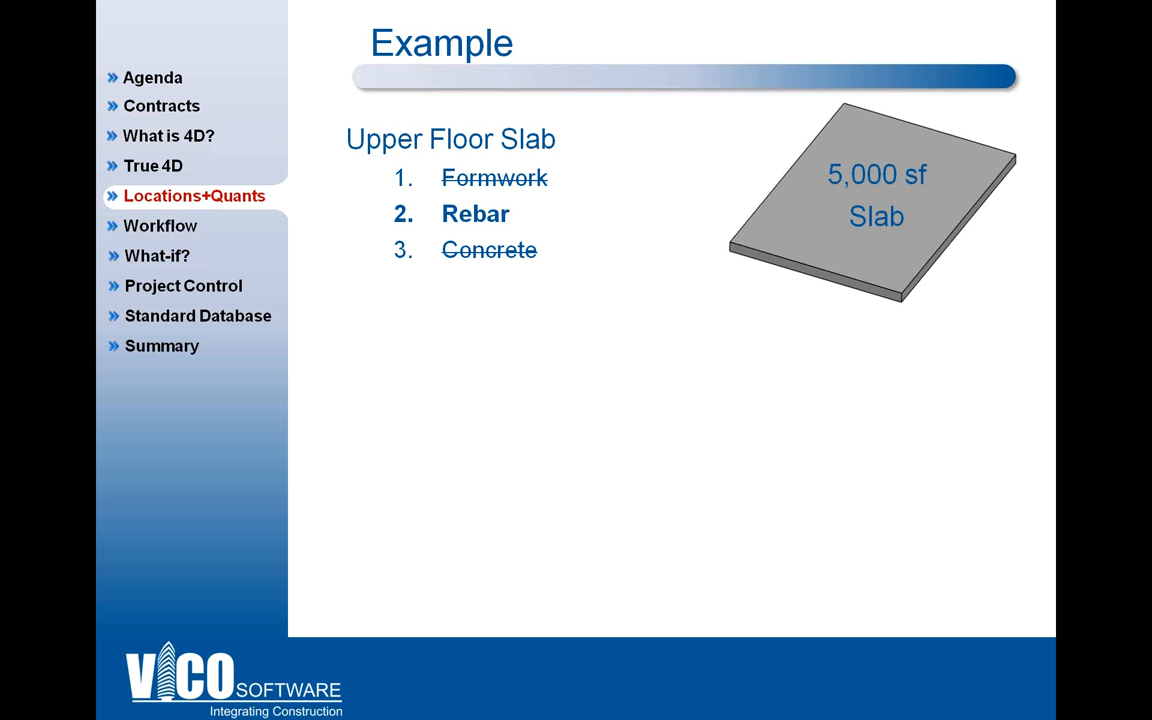 Example
» Agenda
» Contracts
» What is 4D?
» True 4D
» Locations+Quants
» Workflow
» What-if?
» Project Control
» Standard Database
» Summary
Upper Floor Slab
1. Formwork
2. Rebar
3. Concrete
5,000 sf
Slab
VICO SOFTWARE
Integrating Construction